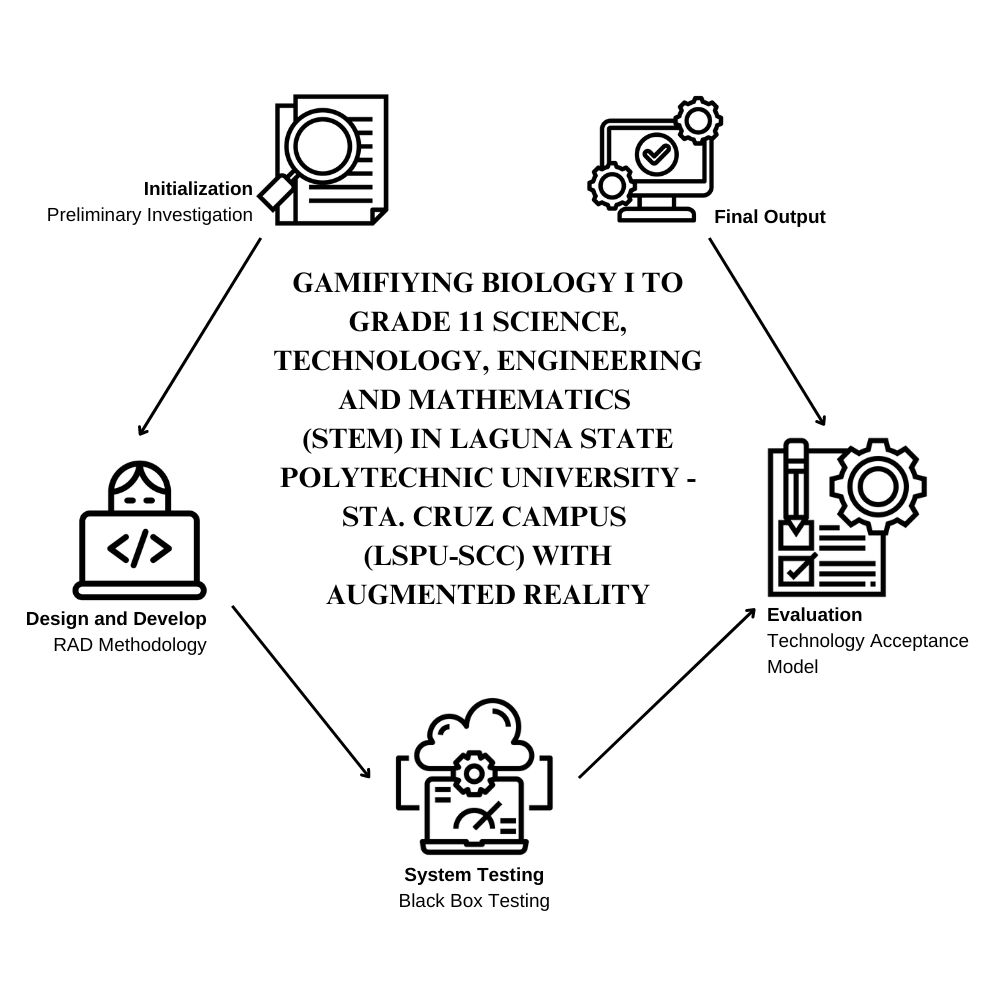 Initialization
Preliminary Investigation
Final Output
GAMIFIYING BIOLOGY I TO
GRADE 11 SCIENCE,
TECHNOLOGY, ENGINEERING
AND MATHEMATICS
(STEM) IN LAGUNA STATE
POLYTECHNIC UNIVERSITY -
STA. CRUZ CAMPUS
(LSPU-SCC) WITH
AUGMENTED REALITY
</>
Design and Develop
RAD Methodology
Evaluation
Technology Acceptance
Model
System Testing
Black Box Testing